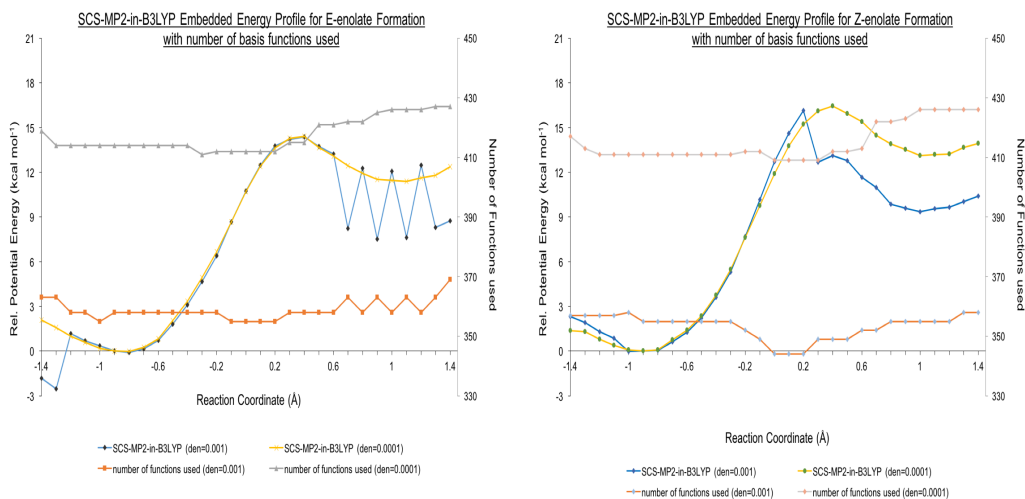 SCS-MP2-in-B3LYP Embedded Energy Profile for E-enolate Formation
with number of basis functions used
Rel. Potential Energy (kcal mol⁻¹)
21
18
15
12
9
6
3
0
-3
450
430
410
390
370
350
330
Number of Functions used
-1.4
-1
-0.6
-0.2
0.2
0.6
1
1.4
Reaction Coordinate (Å)
SCS-MP2-in-B3LYP (den=0.001)
SCS-MP2-in-B3LYP (den=0.0001)
number of functions used (den=0.001)
number of functions used (den=0.0001)
SCS-MP2-in-B3LYP Embedded Energy Profile for Z-enolate Formation
with number of basis functions used
Rel. Potential Energy (kcal mol⁻¹)
21
18
15
12
9
6
3
0
-3
450
430
410
390
370
350
330
Number of Functions used
-1.4
-1
-0.6
-0.2
0.2
0.6
1
1.4
Reaction Coordinate (Å)
SCS-MP2-in-B3LYP (den=0.001)
SCS-MP2-in-B3LYP (den=0.0001)
number of functions used (den=0.001)
number of functions used (den=0.0001)